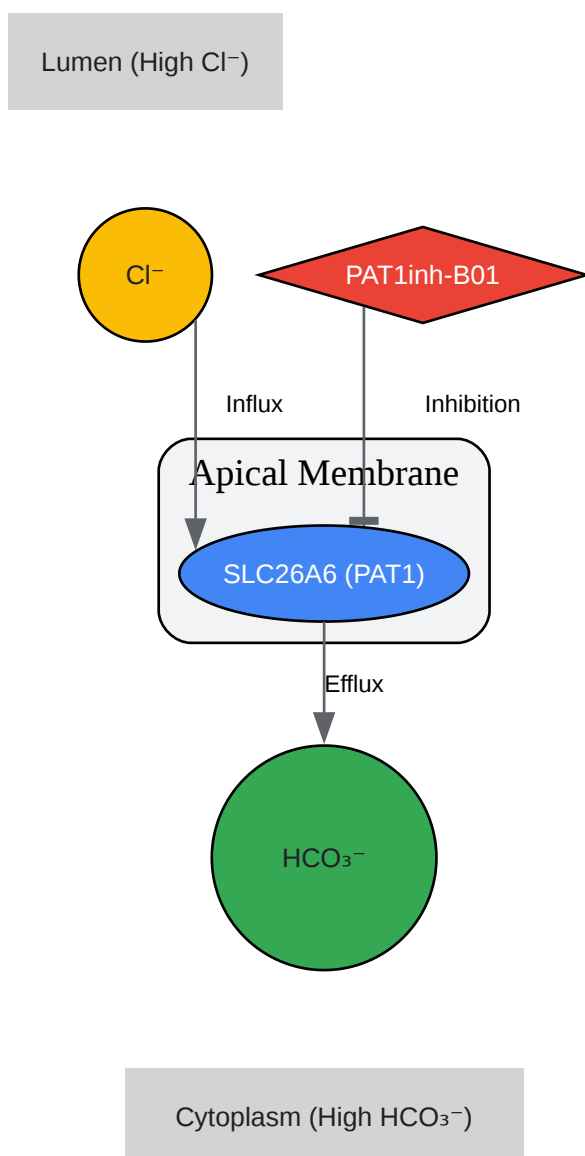 Lumen (High Cl⁻)
Cl⁻
PAT1inh-B01
Influx
Inhibition
Apical Membrane
SLC26A6 (PAT1)
Efflux
HCO₃⁻
Cytoplasm (High HCO₃⁻)